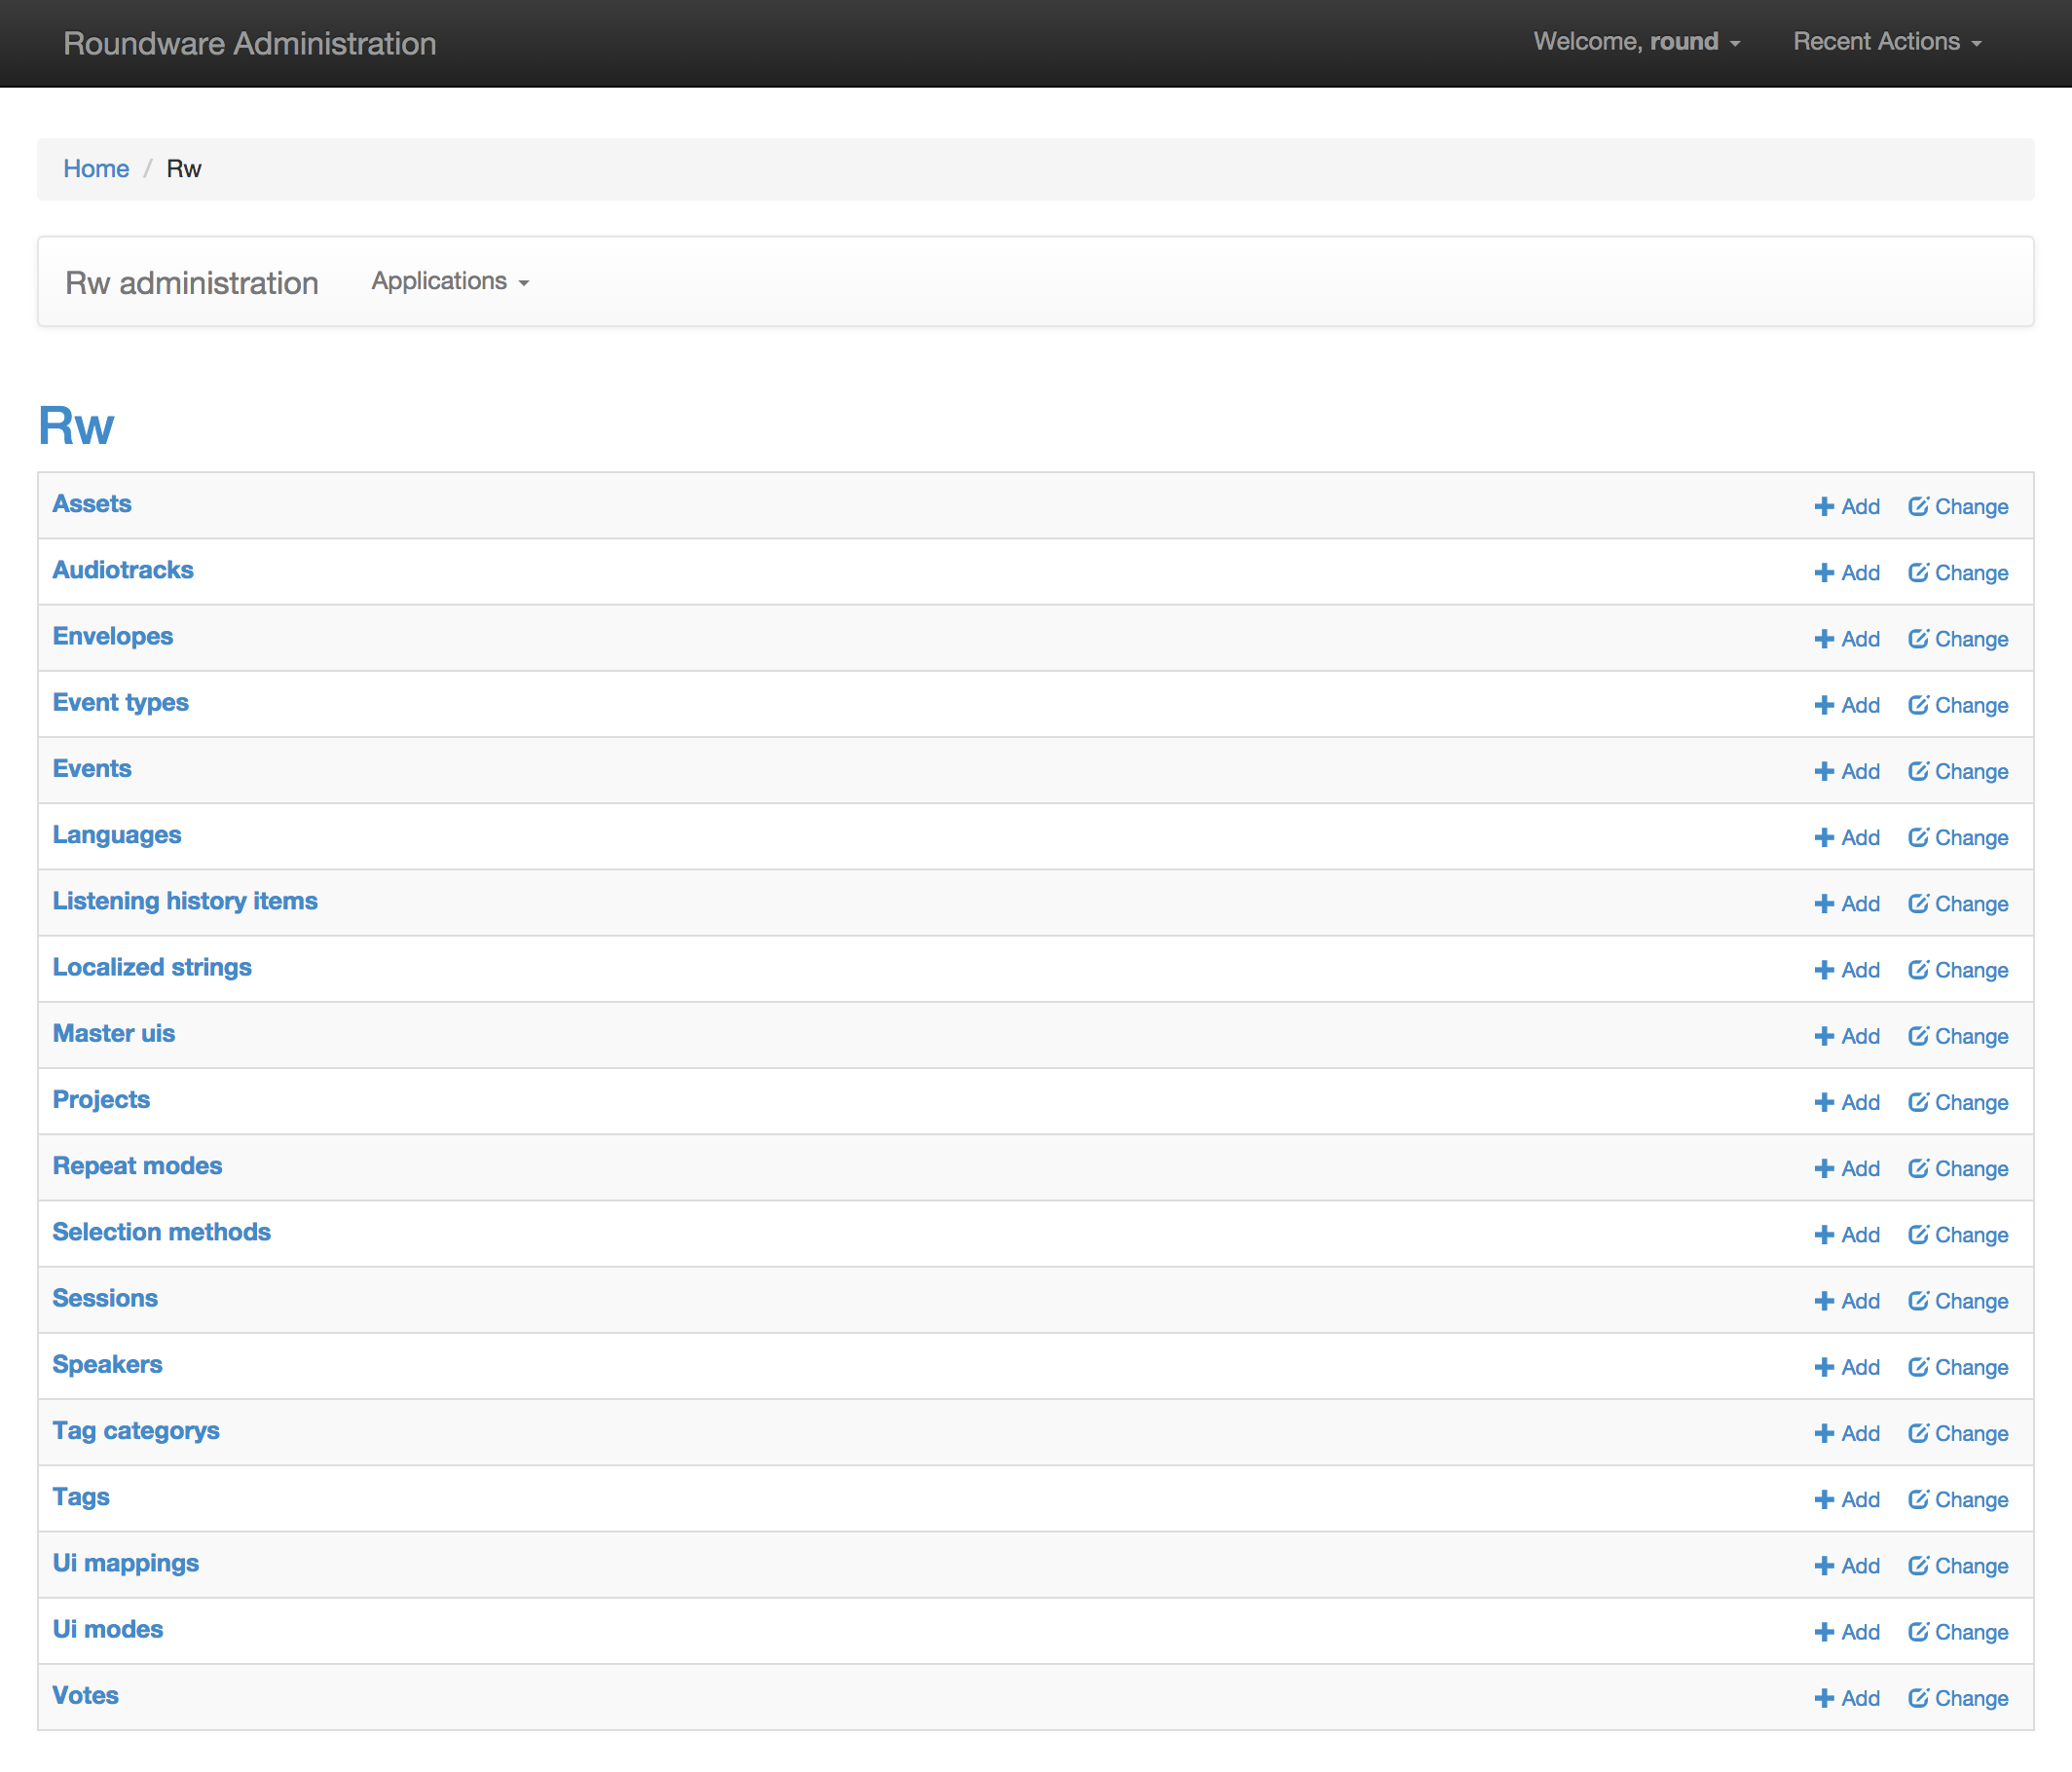 Roundware Administration Welcome, round Recent Actions
Home / Rw
Rw administration Applications
Rw
Assets Add Change
Audiotracks Add Change
Envelopes Add Change
Event types Add Change
Events Add Change
Languages Add Change
Listening history items Add Change
Localized strings Add Change
Master uis Add Change
Projects Add Change
Repeat modes Add Change
Selection methods Add Change
Sessions Add Change
Speakers Add Change
Tag categorys Add Change
Tags Add Change
Ui mappings Add Change
Ui modes Add Change
Votes Add Change